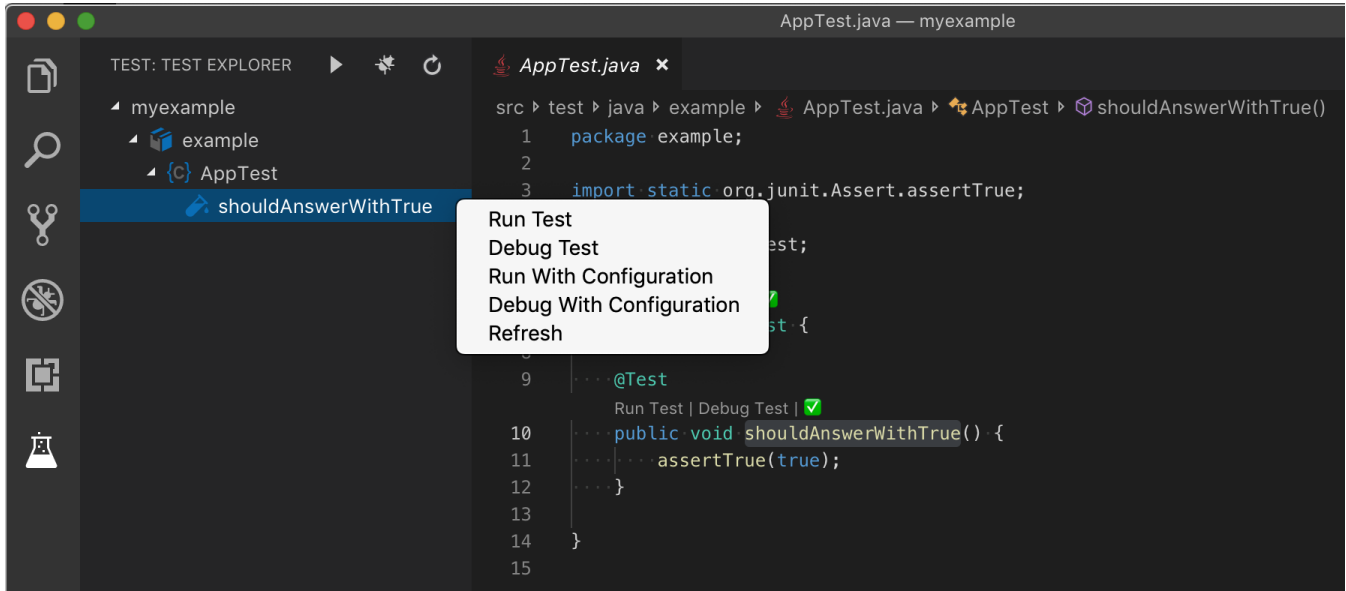 AppTest.java — myexample
TEST: TEST EXPLORER
myexample
example
{C} AppTest
shouldAnswerWithTrue
Run Test
Debug Test
Run With Configuration
Debug With Configuration
Refresh
AppTest.java ×
src test java example AppTest.java AppTest shouldAnswerWithTrue()
1 package example;
2
3 import static org.junit.Assert.assertTrue;
est;
st {
9 @Test
Run Test | Debug Test | ✅
10 public void shouldAnswerWithTrue() {
11 assertTrue(true);
12 }
13
14 }
15